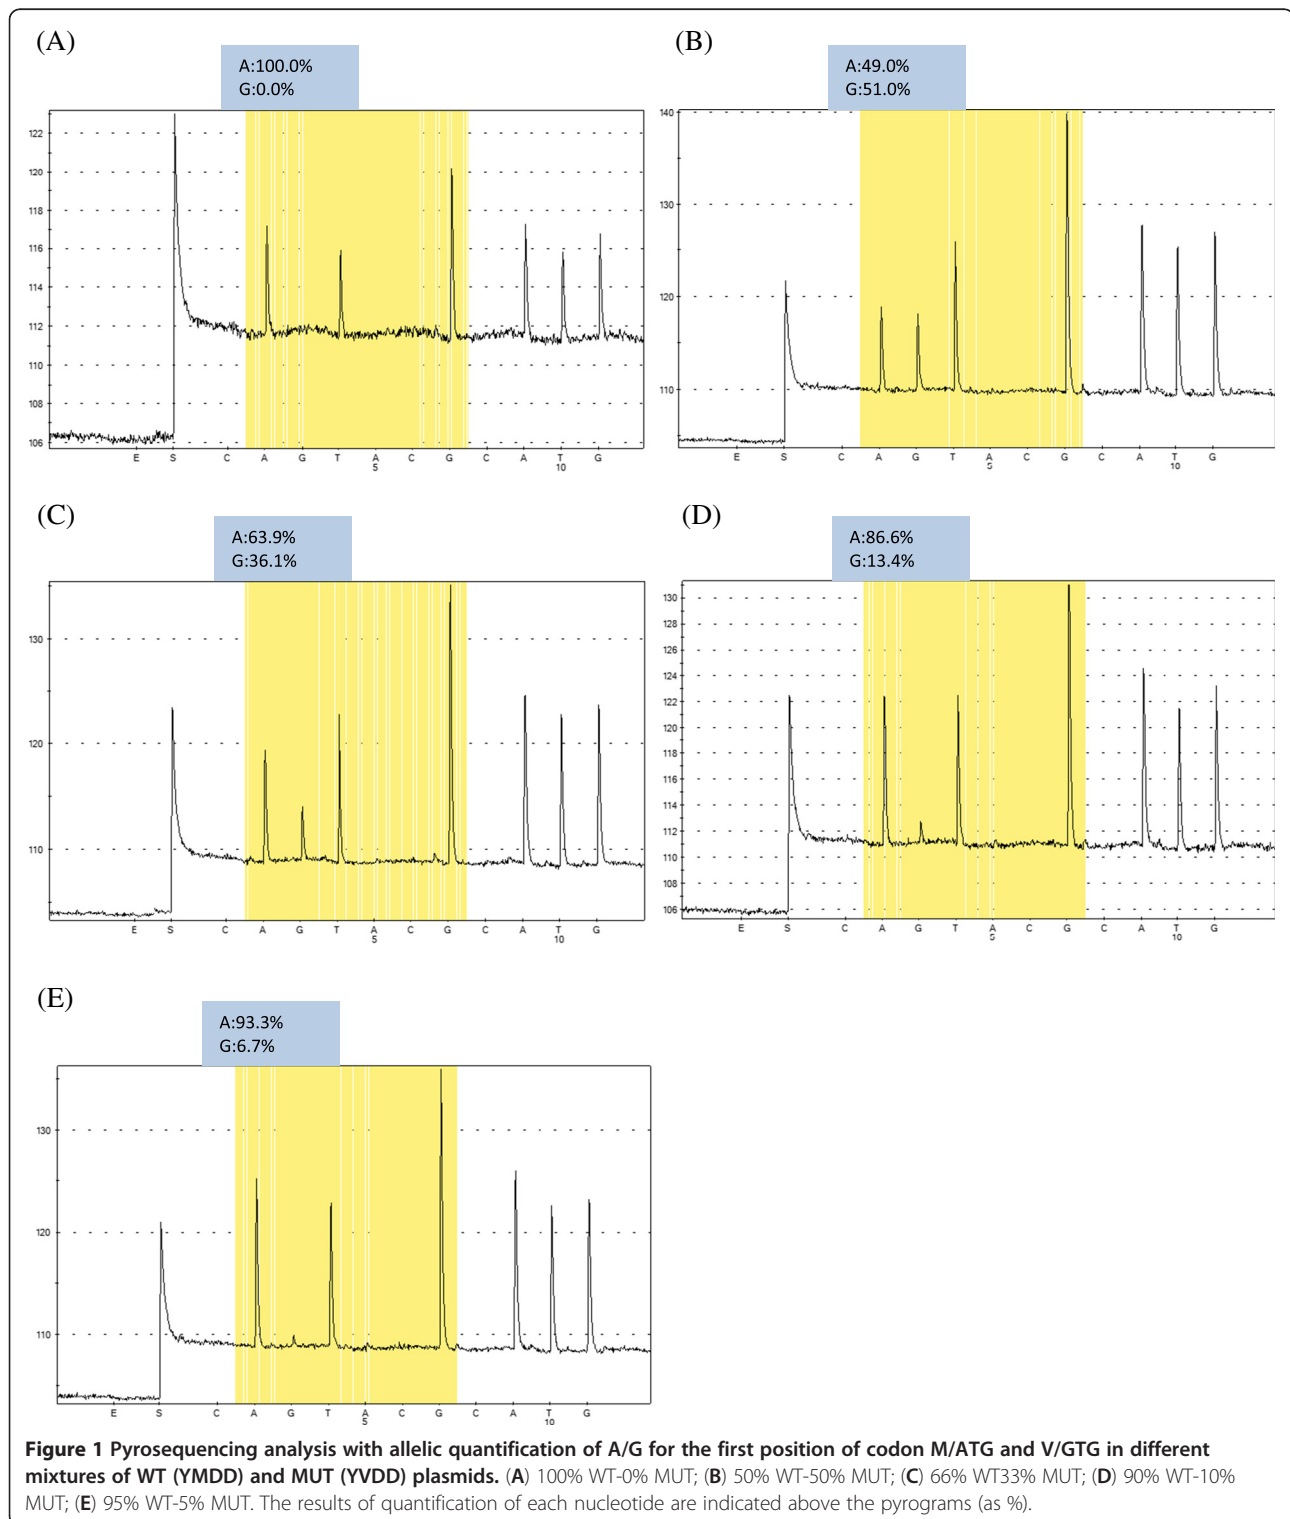 (A)
A:100.0%
G:0.0%
122
120
118
116
114
112
111
108
106
E S C A G T A C G C A T G
5 10
(B)
A:49.0%
G:51.0%
140
130
120
110
E S C A G T A C G C A T G
5 10
(C)
A:63.9%
G:36.1%
130
120
110
E S C A G T A C G C A T G
5 10
(D)
A:86.6%
G:13.4%
130
128
126
124
123
122
121
120
118
117
116
114
112
111
110
108
106
E S C A G T A C G C A T G
5 10
(E)
A:93.3%
G:6.7%
130
120
110
E S C A G T A C G C A T G
5 10
Figure 1 Pyrosequencing analysis with allelic quantification of A/G for the first position of codon M/ATG and V/GTG in different
mixtures of WT (YMDD) and MUT (YVDD) plasmids. (A) 100% WT-0% MUT; (B) 50% WT-50% MUT; (C) 66% WT33% MUT; (D) 90% WT-10%
MUT; (E) 95% WT-5% MUT. The results of quantification of each nucleotide are indicated above the pyrograms (as %).